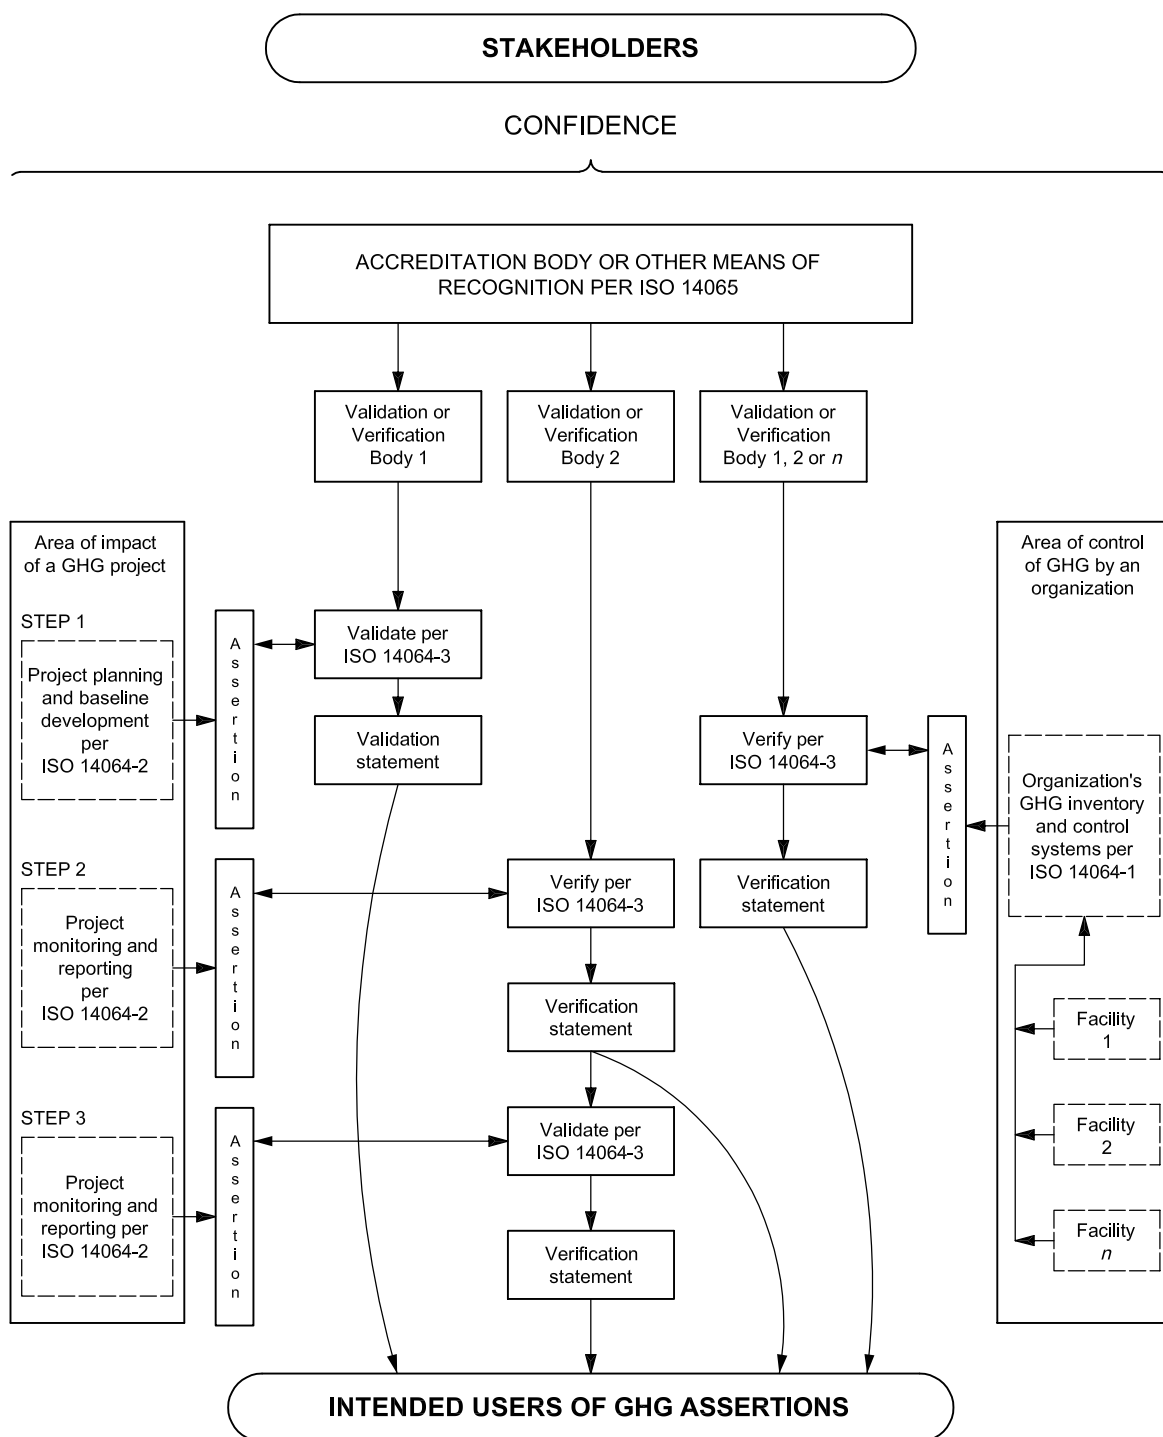 STAKEHOLDERS
CONFIDENCE
ACCREDITATION BODY OR OTHER MEANS OF
RECOGNITION PER ISO 14065
Validation or
Verification
Body 1
Validation or
Verification
Body 2
Validation or
Verification
Body 1, 2 or n
Area of impact
of a GHG project
STEP 1
Project planning
and baseline
development
per
ISO 14064-2
Assertion
Validate per
ISO 14064-3
Validation
statement
STEP 2
Project
monitoring and
reporting
per
ISO 14064-2
Assertion
Verify per
ISO 14064-3
Verification
statement
STEP 3
Project
monitoring and
reporting per
ISO 14064-2
Assertion
Validate per
ISO 14064-3
Verification
statement
Verify per
ISO 14064-3
Verification
statement
Assertion
Area of control
of GHG by an
organization
Organization's
GHG inventory
and control
systems per
ISO 14064-1
Facility
1
Facility
2
Facility
n
INTENDED USERS OF GHG ASSERTIONS